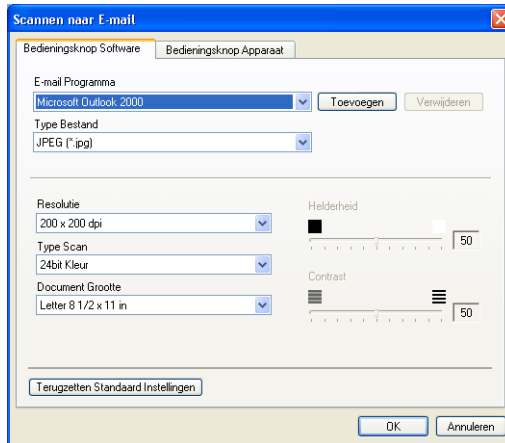 Scannen naar E-mail
Bedieningsknop Software
Bedieningsknop Apparaat
E-mail Programma
Microsoft Outlook 2000
Toevoegen
Verwijderen
Type Bestand
JPEG (*.jpg)
Resolutie
200 x 200 dpi
Type Scan
24bit Kleur
Document Grootte
Letter 8 1/2 x 11 in
Helderheid
50
Contrast
50
Terugzetten Standaard Instellingen
OK
Annuleren